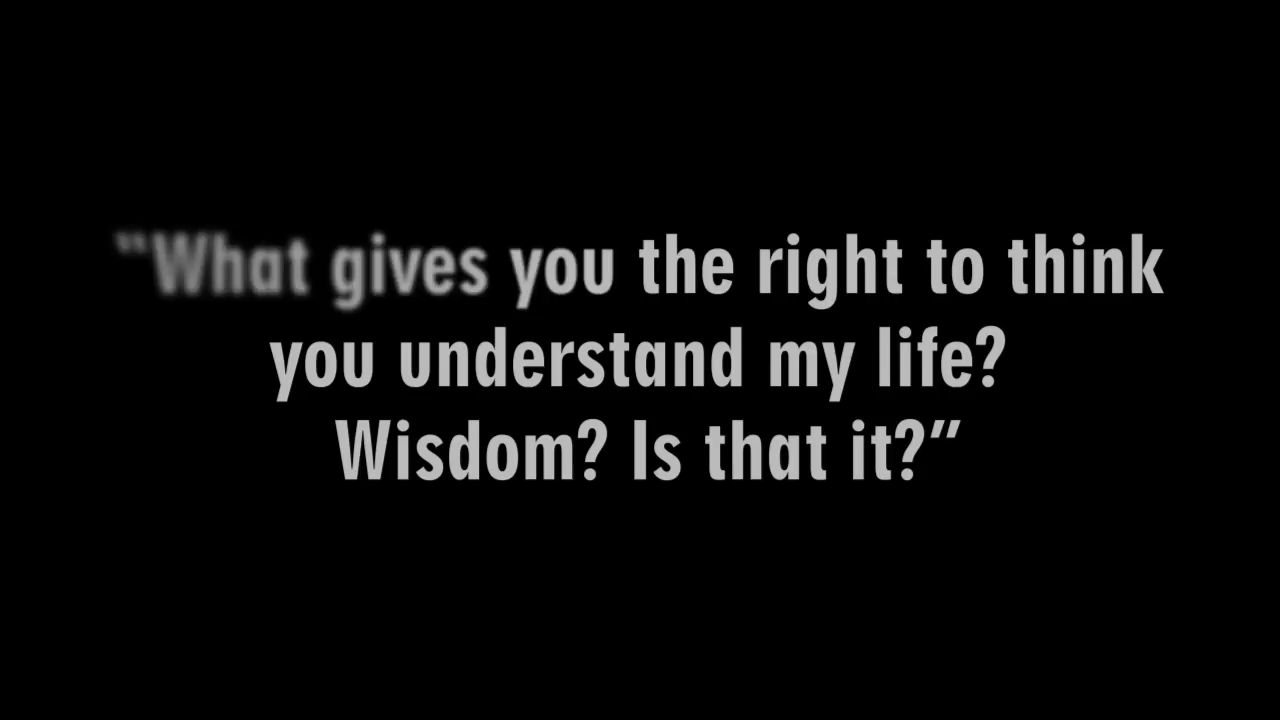 “What gives you the right to think
you understand my life?
Wisdom? Is that it?”